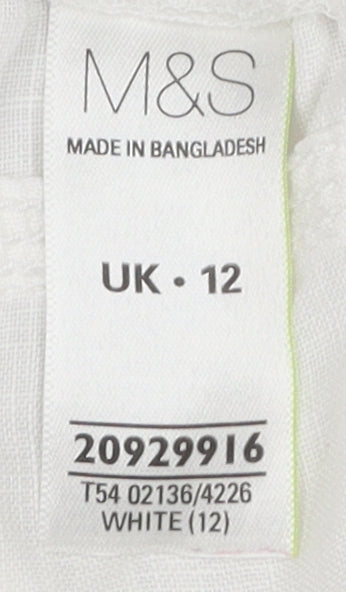 M&S
MADE IN BANGLADESH
UK • 12
20929916
T54 02136/4226
WHITE (12)